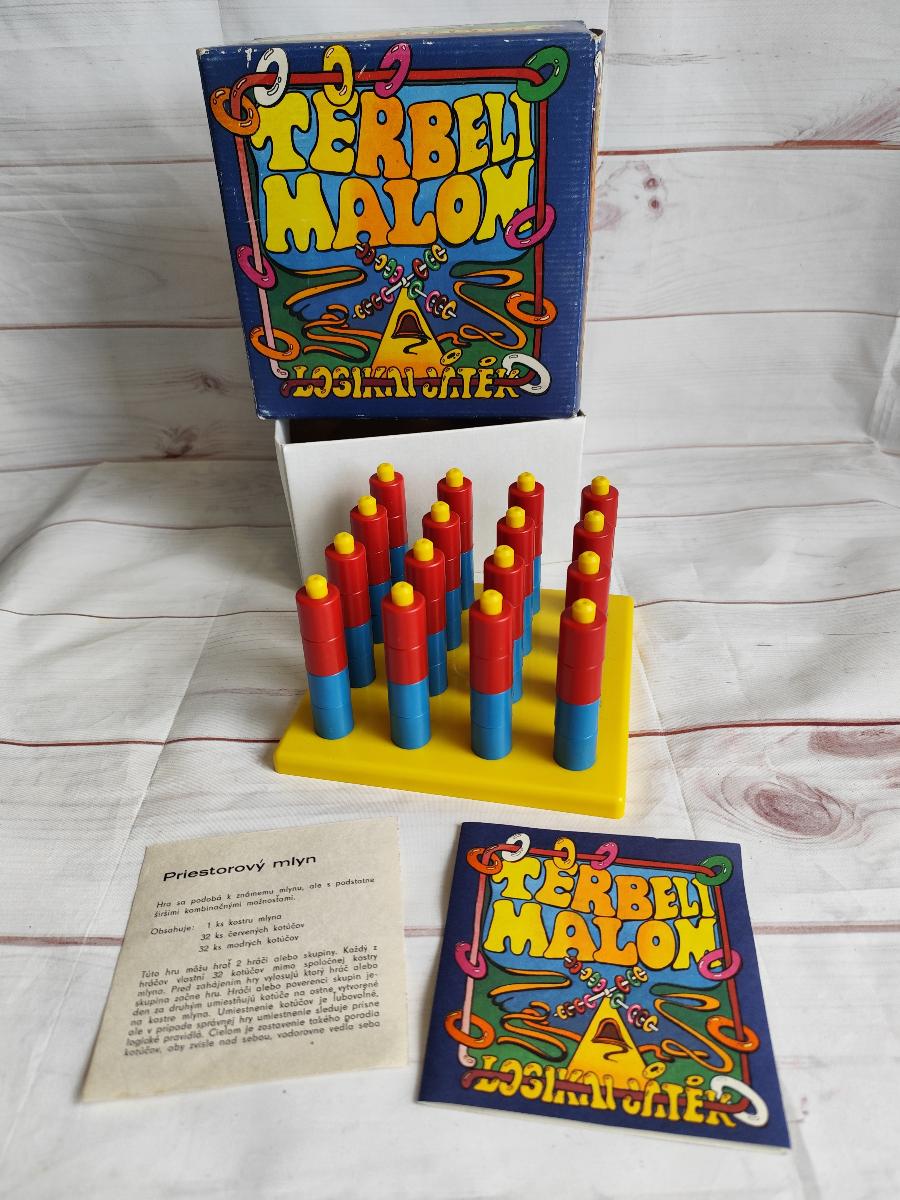 TÉRBELI
MALOM
LOGIKAI JÁTÉK
Priestorový mlyn
Hra sa podobá k známemu mlynu, ale s podstatne
širšími kombinačnými možnosťami.
Obsahuje: 1 ks kostru mlyna
32 ks červených kotúčov
32 ks modrých kotúčov
Túto hru môžu hrať 2 hráči alebo skupiny. Každý z
hráčov vlastní 32 kotúčov mimo spoločnej kostry
mlyna. Pred zahájením hry vylosujú ktorý hráč alebo
skupina začne hru. Hráči alebo poverenci skupín je-
den za druhým umiestňujú kotúče na ostne vytvorené
na kostre mlyna. Umiestnenie kotúčov je ľubovolné,
ale v prípade správnej hry umiestnenie sleduje prísne
logické pravidlá. Cieľom je zostavenie takého poradia
kotúčov, aby zvisle nad sebou, vodorovne vedľa seba
TÉRBELI
MALOM
LOGIKAI JÁTÉK